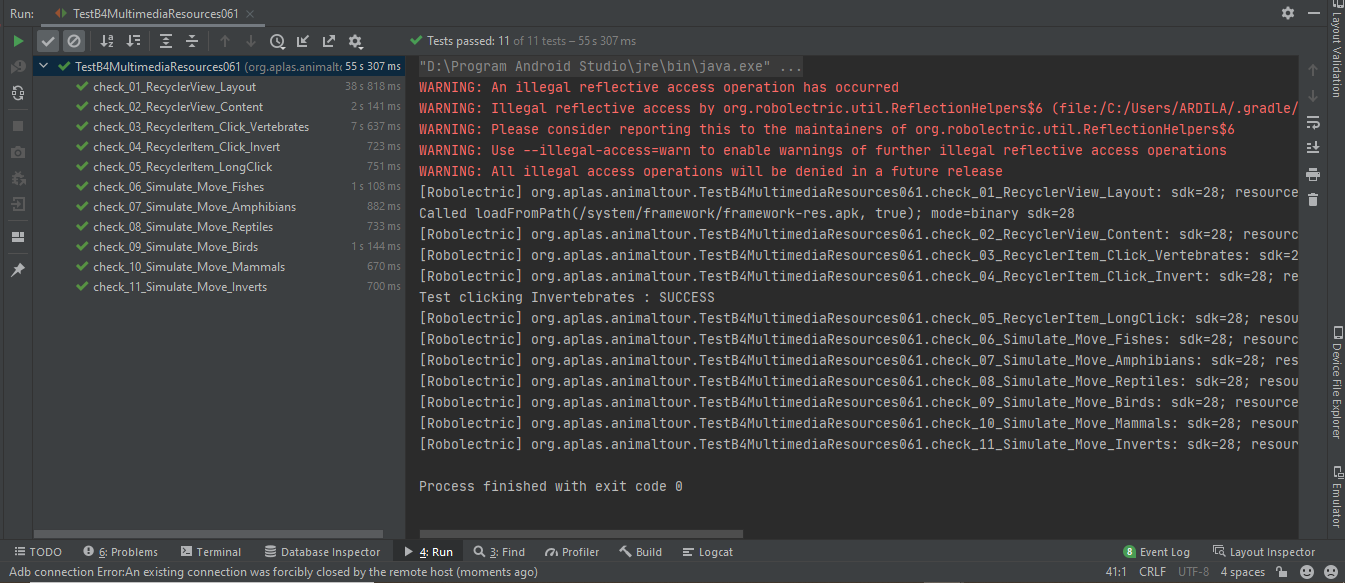 Run: TestB4MultimediaResources061
Tests passed: 11 of 11 tests – 55 s 307 ms
TestB4MultimediaResources061 (org.aplas.animaltc 55 s 307 ms
check_01_RecyclerView_Layout 38 s 818 ms
check_02_RecyclerView_Content 2 s 141 ms
check_03_RecyclerItem_Click_Vertebrates 7 s 637 ms
check_04_RecyclerItem_Click_Invert 723 ms
check_05_RecyclerItem_LongClick 751 ms
check_06_Simulate_Move_Fishes 1 s 108 ms
check_07_Simulate_Move_Amphibians 882 ms
check_08_Simulate_Move_Reptiles 733 ms
check_09_Simulate_Move_Birds 1 s 144 ms
check_10_Simulate_Move_Mammals 670 ms
check_11_Simulate_Move_Inverts 700 ms
"D:\Program Android Studio\jre\bin\java.exe" ...
WARNING: An illegal reflective access operation has occurred
WARNING: Illegal reflective access by org.robolectric.util.ReflectionHelpers$6 (file:/C:/Users/ARDILA/.gradle/
WARNING: Please consider reporting this to the maintainers of org.robolectric.util.ReflectionHelpers$6
WARNING: Use --illegal-access=warn to enable warnings of further illegal reflective access operations
WARNING: All illegal access operations will be denied in a future release
[Robolectric] org.aplas.animaltour.TestB4MultimediaResources061.check_01_RecyclerView_Layout: sdk=28; resource
Called loadFromPath(/system/framework/framework-res.apk, true); mode=binary sdk=28
[Robolectric] org.aplas.animaltour.TestB4MultimediaResources061.check_02_RecyclerView_Content: sdk=28; resourc
[Robolectric] org.aplas.animaltour.TestB4MultimediaResources061.check_03_RecyclerItem_Click_Vertebrates: sdk=2
[Robolectric] org.aplas.animaltour.TestB4MultimediaResources061.check_04_RecyclerItem_Click_Invert: sdk=28; re
Test clicking Invertebrates : SUCCESS
[Robolectric] org.aplas.animaltour.TestB4MultimediaResources061.check_05_RecyclerItem_LongClick: sdk=28; resou
[Robolectric] org.aplas.animaltour.TestB4MultimediaResources061.check_06_Simulate_Move_Fishes: sdk=28; resourc
[Robolectric] org.aplas.animaltour.TestB4MultimediaResources061.check_07_Simulate_Move_Amphibians: sdk=28; res
[Robolectric] org.aplas.animaltour.TestB4MultimediaResources061.check_08_Simulate_Move_Reptiles: sdk=28; resou
[Robolectric] org.aplas.animaltour.TestB4MultimediaResources061.check_09_Simulate_Move_Birds: sdk=28; resource
[Robolectric] org.aplas.animaltour.TestB4MultimediaResources061.check_10_Simulate_Move_Mammals: sdk=28; resour
[Robolectric] org.aplas.animaltour.TestB4MultimediaResources061.check_11_Simulate_Move_Inverts: sdk=28; resour
Process finished with exit code 0
Layout Validation
Device File Explorer
Emulator
TODO 6: Problems Terminal Database Inspector 4: Run 3: Find Profiler Build Logcat 8 Event Log Layout Inspector
Adb connection Error:An existing connection was forcibly closed by the remote host (moments ago) 41:1 CRLF UTF-8 4 spaces